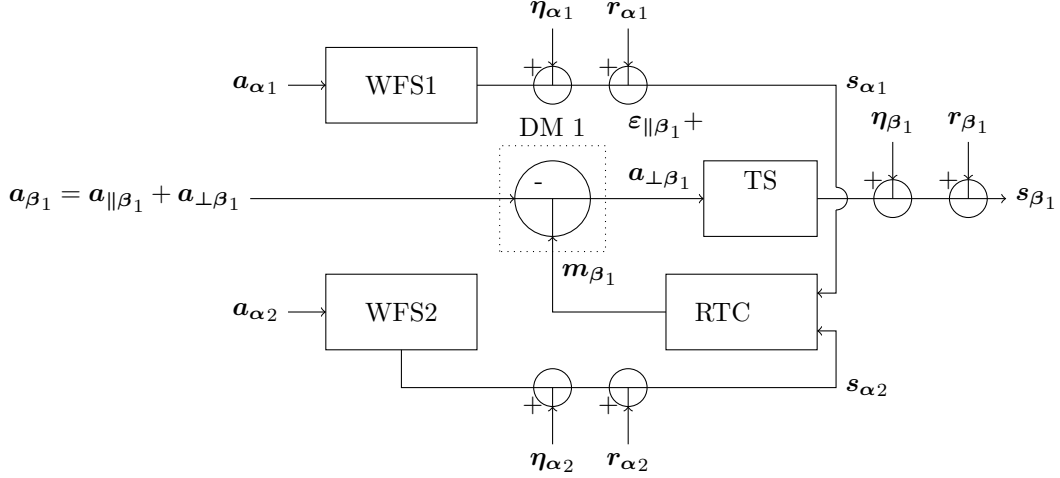 η_α1 r_α1
+ +
a_α1 WFS1 s_α1
DM 1 ε_∥β1+ η_β1 r_β1
- a_⊥β1 TS + +
a_β1 = a_∥β1 + a_⊥β1 s_β1
m_β1
a_α2 WFS2 RTC
+ + s_α2
η_α2 r_α2